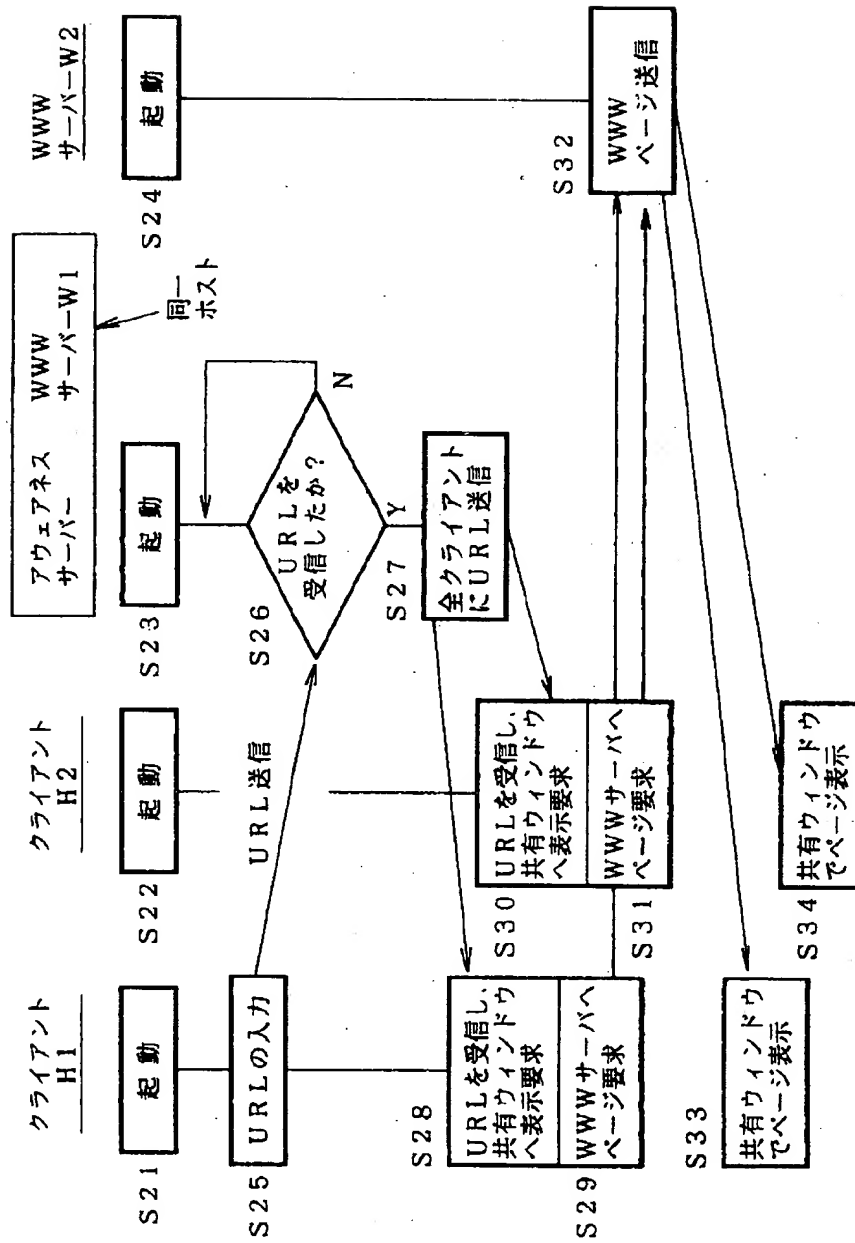 クライアント
H1
クライアント
H2
アウェアネス
サーバー
WWW
サーバーW1
WWW
サーバーW2
同一
ホスト
S21
起動
S22
起動
S23
起動
S24
起動
S25
URLの入力
URL送信
S26
URLを
受信したか?
N
Y
S27
全クライアント
にURL送信
S28
URLを受信し、
共有ウィンドウ
へ表示要求
S29
WWWサーバへ
ページ要求
S30
URLを受信し、
共有ウィンドウ
へ表示要求
S31
WWWサーバへ
ページ要求
S32
WWW
ページ送信
S33
共有ウィンドウ
でページ表示
S34
共有ウィンドウ
でページ表示